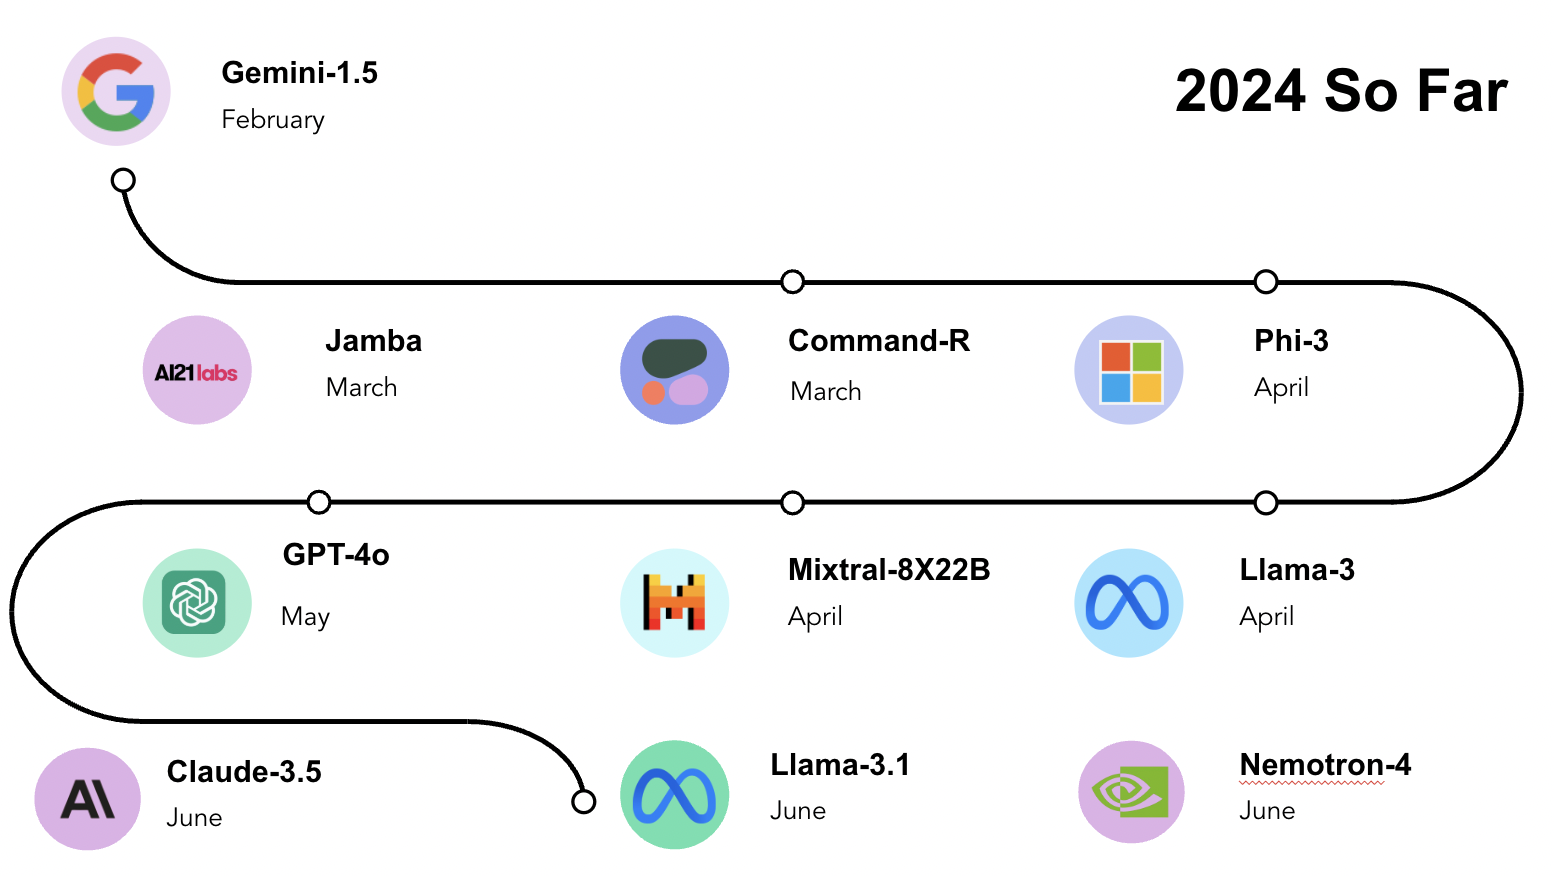 Gemini-1.5
February
2024 So Far
AI21labs
Jamba
March
Command-R
March
Phi-3
April
GPT-4o
May
Mixtral-8X22B
April
Llama-3
April
Claude-3.5
June
Llama-3.1
June
Nemotron-4
June